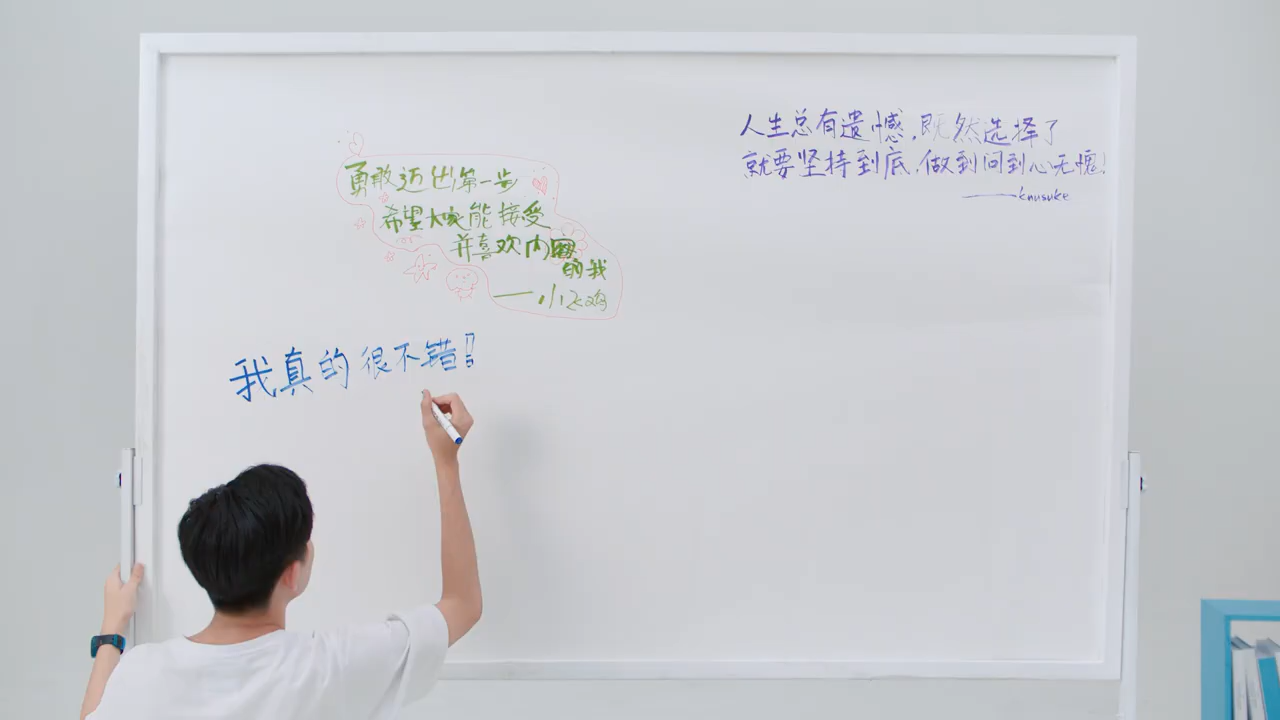 勇敢迈出第一步
希望大家能接受
并喜欢内圈
的我
——小飞鸡
人生总有遗憾,既然选择了
就要坚持到底,做到问到心无愧!
——knusuke
我真的很不错!!